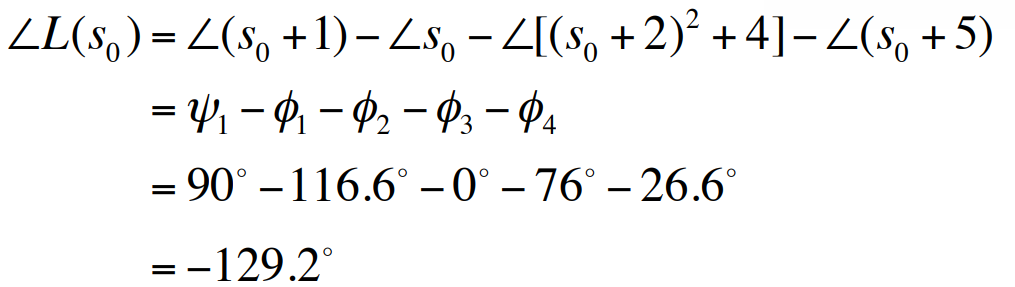 ∠L(s₀) = ∠(s₀ + 1) − ∠s₀ − ∠[(s₀ + 2)² + 4] − ∠(s₀ + 5)
= ψ₁ − ϕ₁ − ϕ₂ − ϕ₃ − ϕ₄
= 90° − 116.6° − 0° − 76° − 26.6°
= −129.2°